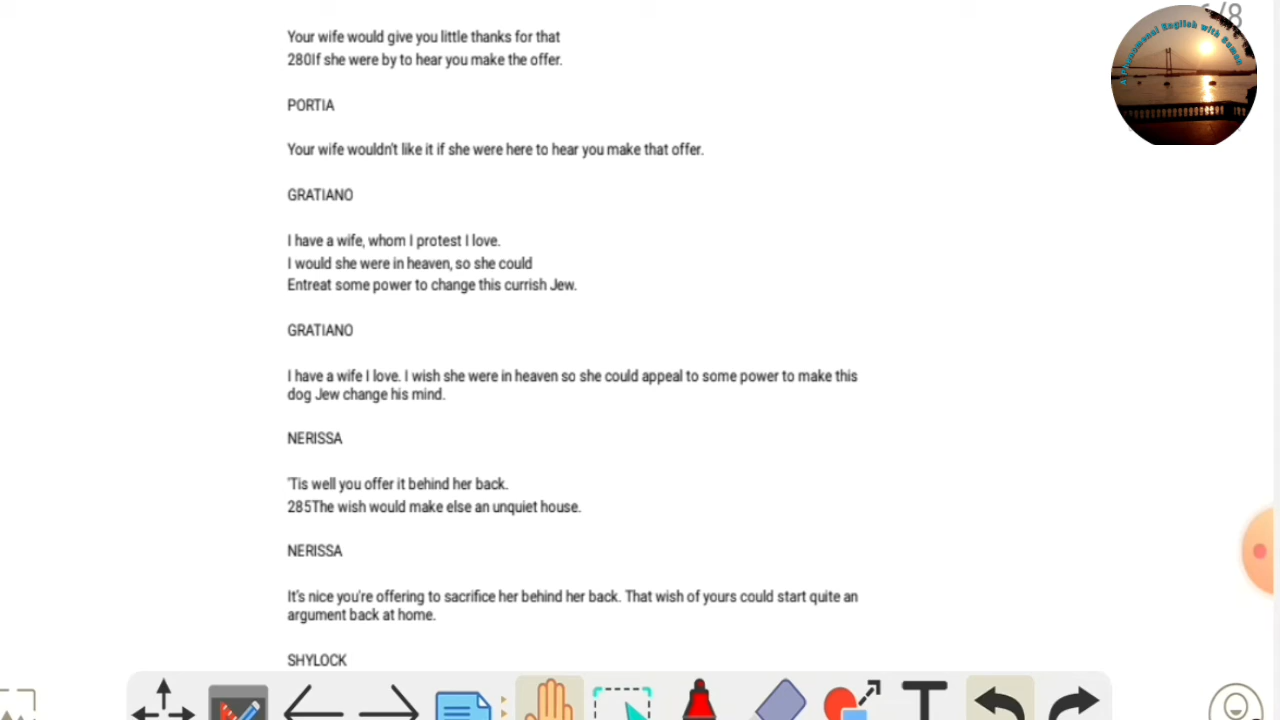 6/8
A Phenomenal English with Suman
Your wife would give you little thanks for that
280If she were by to hear you make the offer.
PORTIA
Your wife wouldn't like it if she were here to hear you make that offer.
GRATIANO
I have a wife, whom I protest I love.
I would she were in heaven, so she could
Entreat some power to change this currish Jew.
GRATIANO
I have a wife I love. I wish she were in heaven so she could appeal to some power to make this
dog Jew change his mind.
NERISSA
'Tis well you offer it behind her back.
285The wish would make else an unquiet house.
NERISSA
It's nice you're offering to sacrifice her behind her back. That wish of yours could start quite an
argument back at home.
SHYLOCK
T